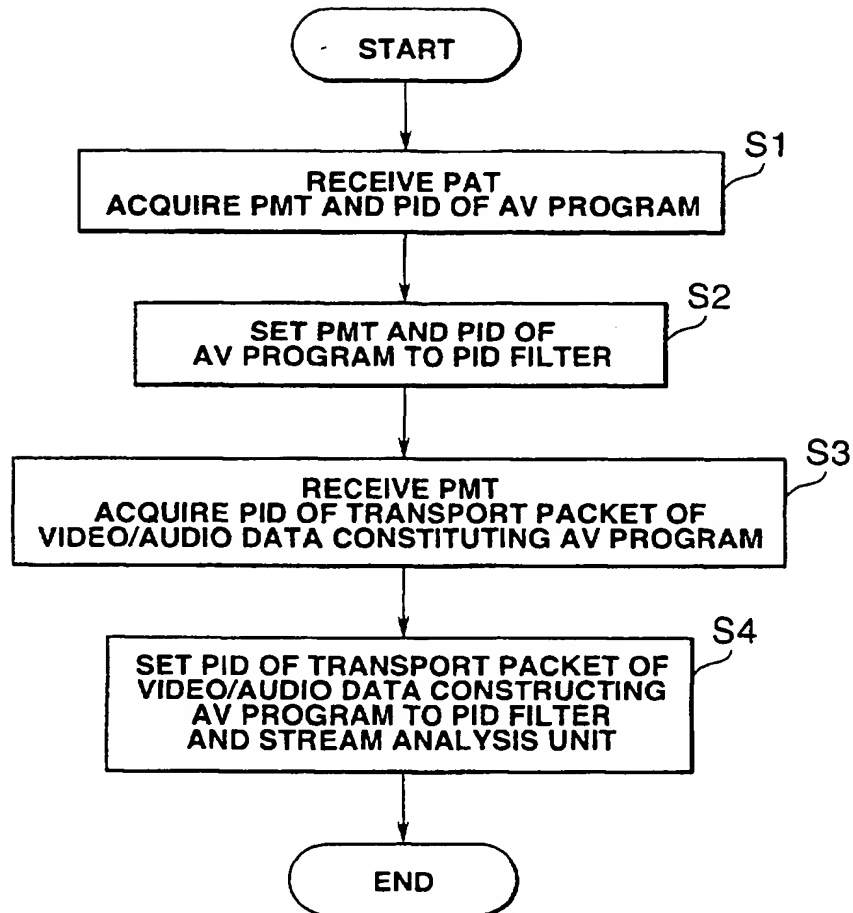 START
S1
RECEIVE PAT
ACQUIRE PMT AND PID OF AV PROGRAM
S2
SET PMT AND PID OF
AV PROGRAM TO PID FILTER
S3
RECEIVE PMT
ACQUIRE PID OF TRANSPORT PACKET OF
VIDEO/AUDIO DATA CONSTITUTING AV PROGRAM
S4
SET PID OF TRANSPORT PACKET OF
VIDEO/AUDIO DATA CONSTRUCTING
AV PROGRAM TO PID FILTER
AND STREAM ANALYSIS UNIT
END